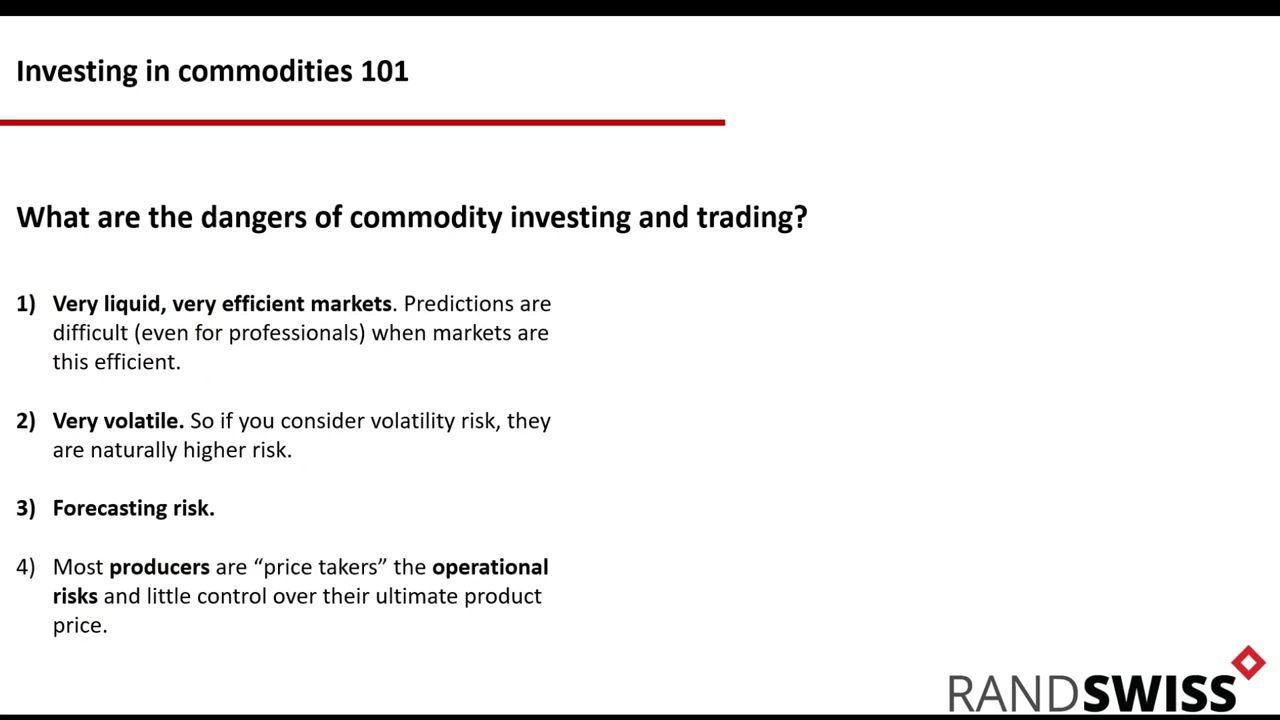 Investing in commodities 101
What are the dangers of commodity investing and trading?
1) Very liquid, very efficient markets. Predictions are
difficult (even for professionals) when markets are
this efficient.
2) Very volatile. So if you consider volatility risk, they
are naturally higher risk.
3) Forecasting risk.
4) Most producers are “price takers” the operational
risks and little control over their ultimate product
price.
RANDSWISS